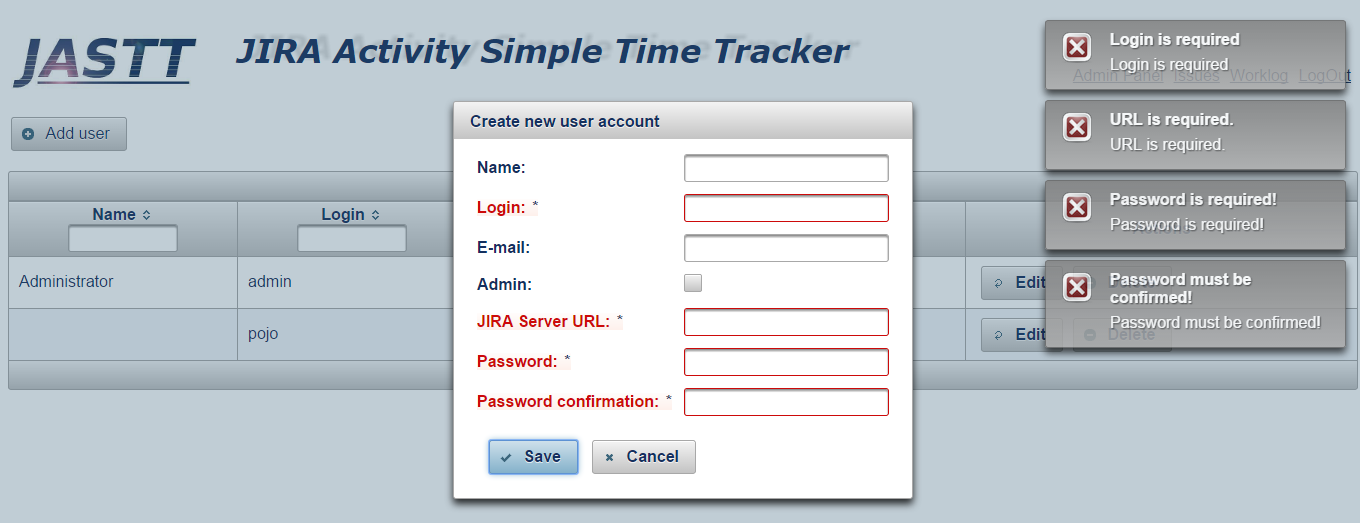 JASTT
JIRA Activity Simple Time Tracker
Admin Panel Issues Worklog LogOut
Add user
Name
Login
Administrator
admin
Edit
pojo
Edit
Delete
Create new user account
Name:
Login: *
E-mail:
Admin:
JIRA Server URL: *
Password: *
Password confirmation: *
Save
Cancel
Login is required
Login is required
URL is required.
URL is required.
Password is required!
Password is required!
Password must be
confirmed!
Password must be confirmed!